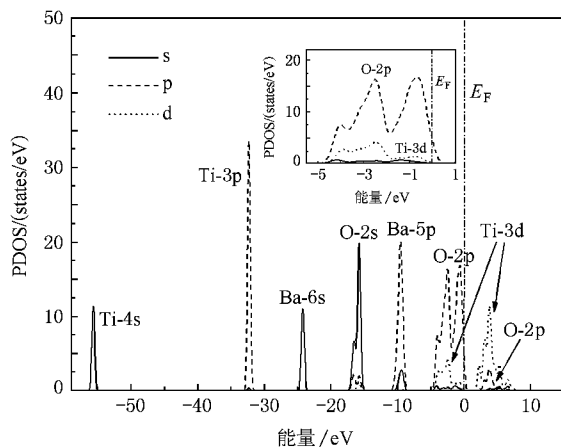 50
40
30
20
10
0
PDOS/(states/eV)
s
p
d
20
10
0
PDOS/(states/eV)
O-2p
E_F
Ti-3d
-5
-3
-1
1
能量/eV
E_F
Ti-3p
O-2s
Ba-5p
O-2p
Ti-3d
Ti-4s
Ba-6s
O-2p
-50
-40
-30
-20
-10
0
10
能量/eV